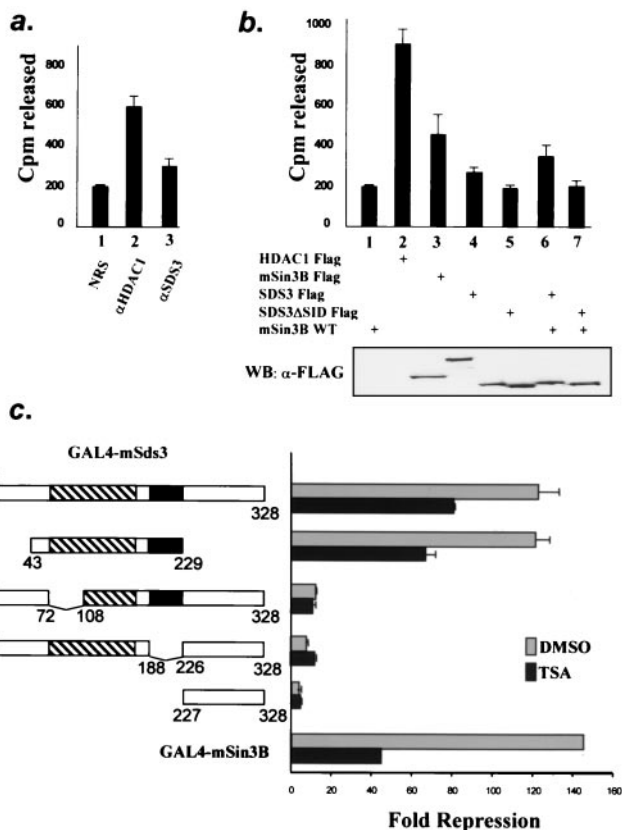 a.
b.
Cpm released
800
600
400
200
0
1 2 3
NRS
αHDAC1
αSDS3
Cpm released
1000
800
600
400
200
0
1 2 3 4 5 6 7
HDAC1 Flag +
mSin3B Flag +
SDS3 Flag + +
SDS3ΔSID Flag + +
mSin3B WT + + +
WB: α-FLAG
c.
GAL4-mSds3
328
43 229
72 108 328
188 226 328
227 328
GAL4-mSin3B
DMSO
TSA
0 20 40 60 80 100 120 140 160
Fold Repression